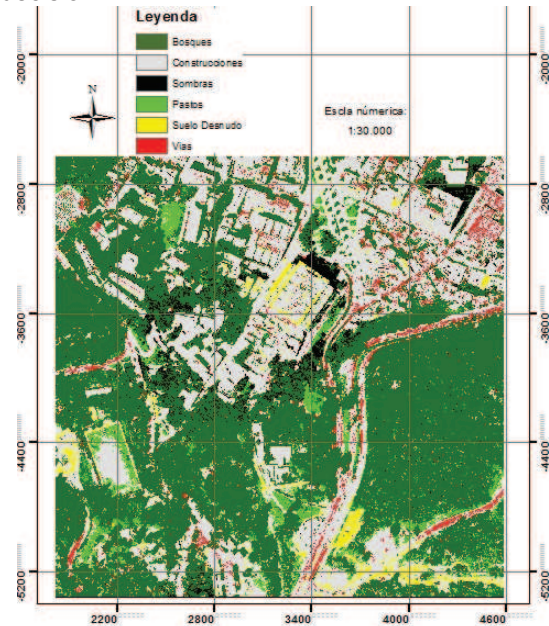 Leyenda
Bosques
Construcciones
Sombras
Pastos
Suelo Desnudo
Vias
N
Escla númerica:
1:30.000
-2000
-2800
-3600
-4400
-5200
-2000
-2800
-3600
-4400
-5200
2200
2800
3400
4000
4600